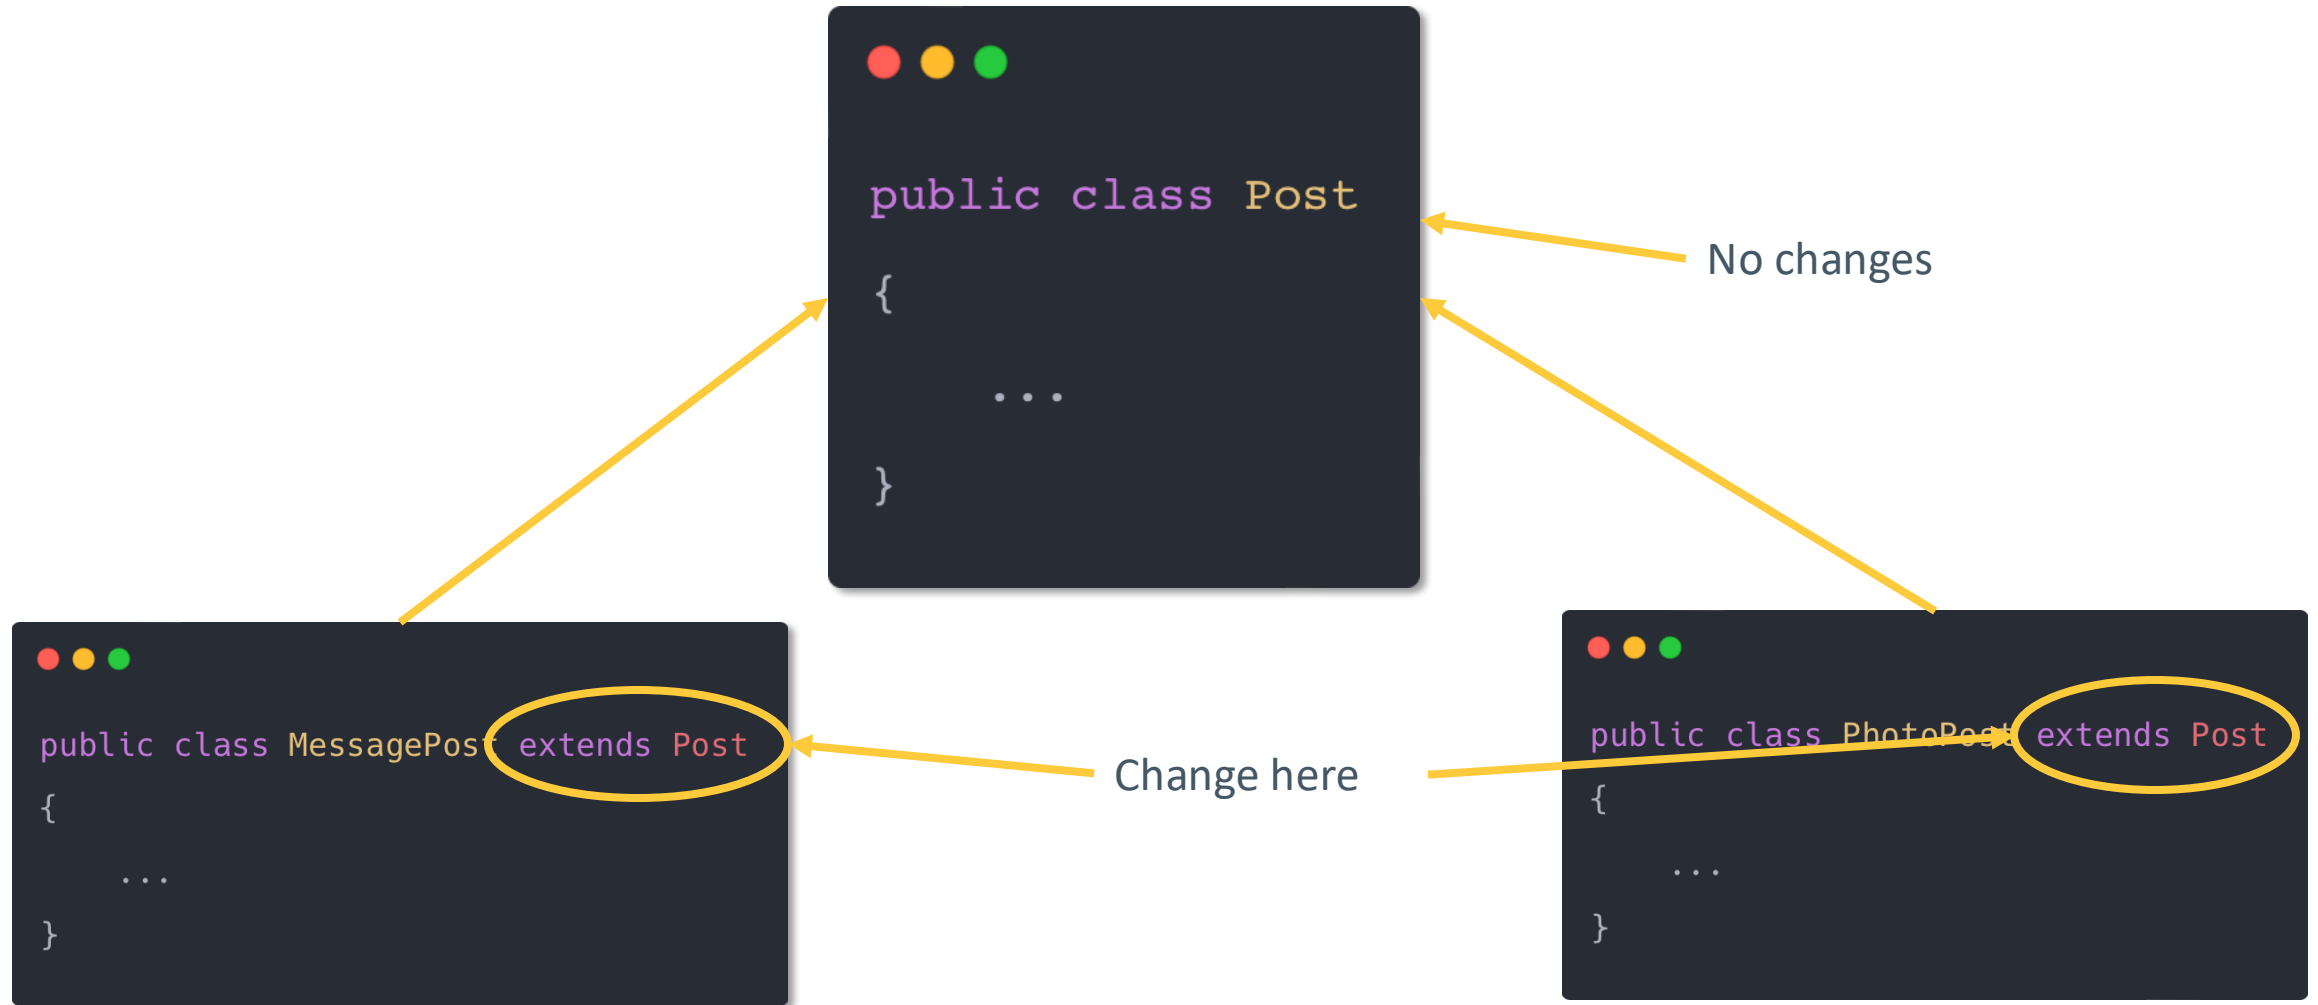 public class Post
{
...
}
No changes
public class MessagePost extends Post
{
...
}
Change here
public class PhotoPost extends Post
{
...
}